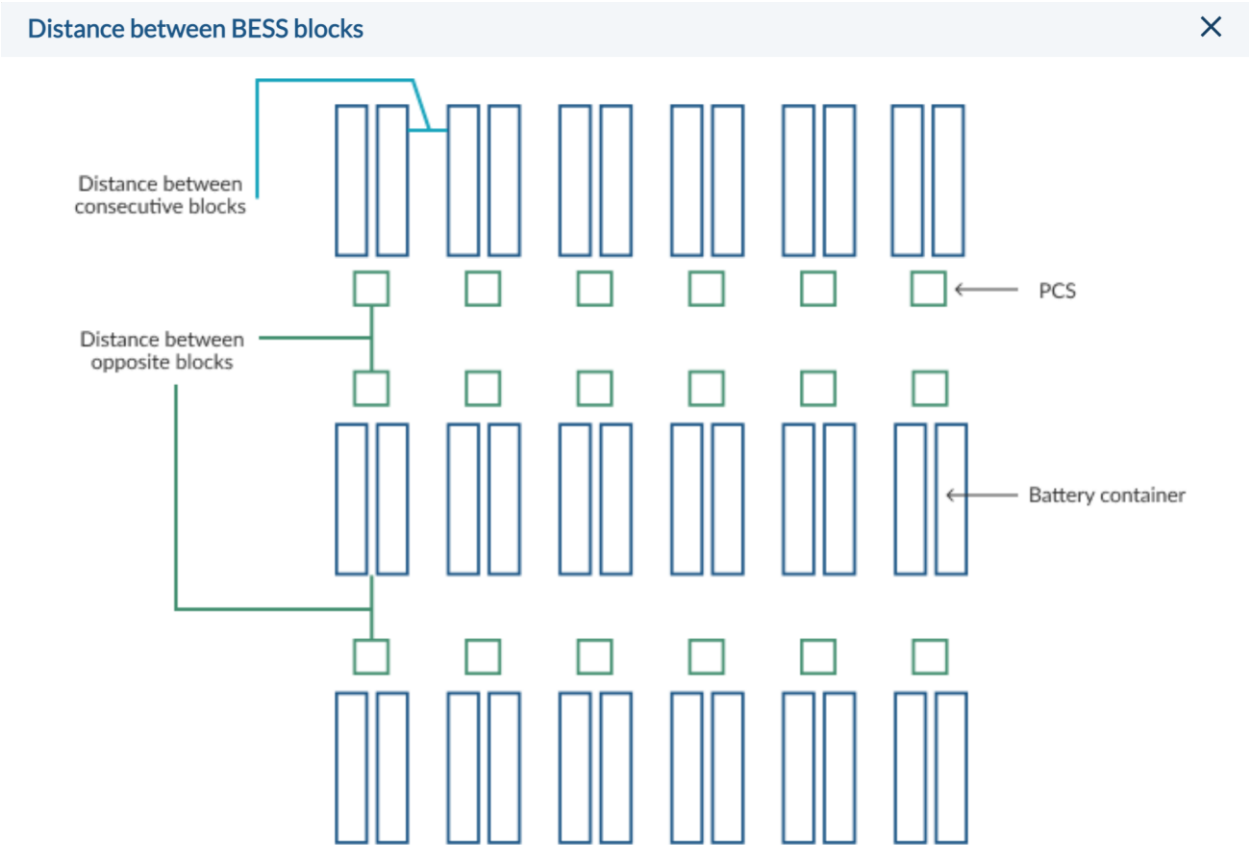 Distance between BESS blocks
Distance between
consecutive blocks
PCS
Distance between
opposite blocks
Battery container